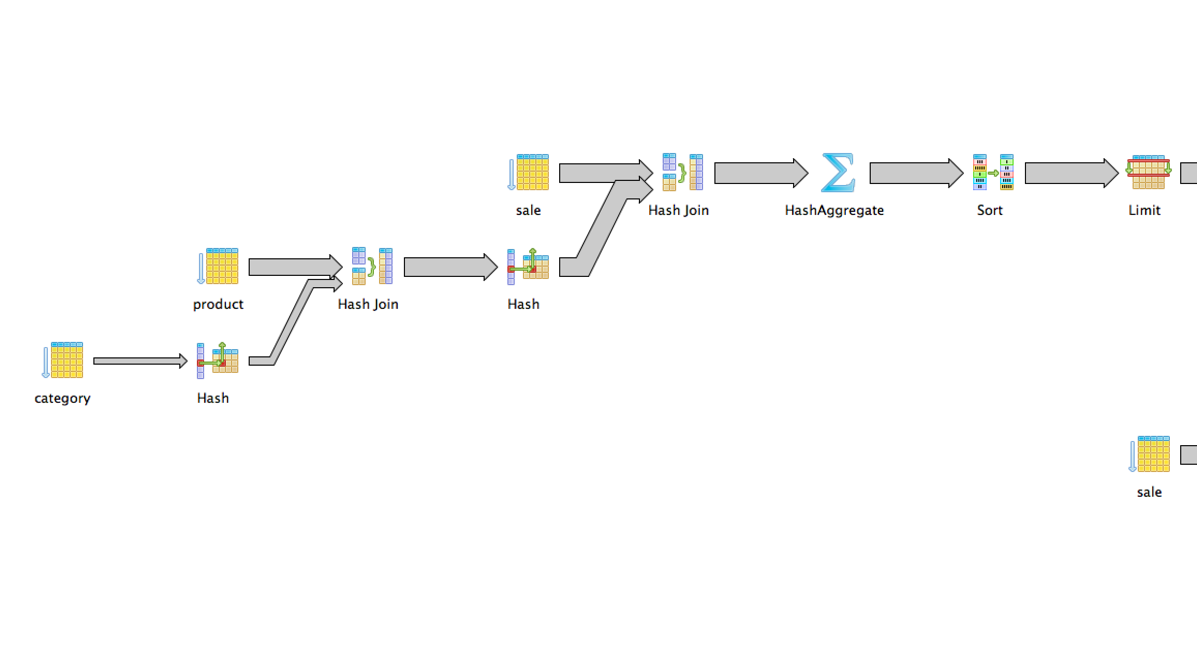 sale
Hash Join
HashAggregate
Sort
Limit
product
Hash Join
Hash
category
Hash
sale